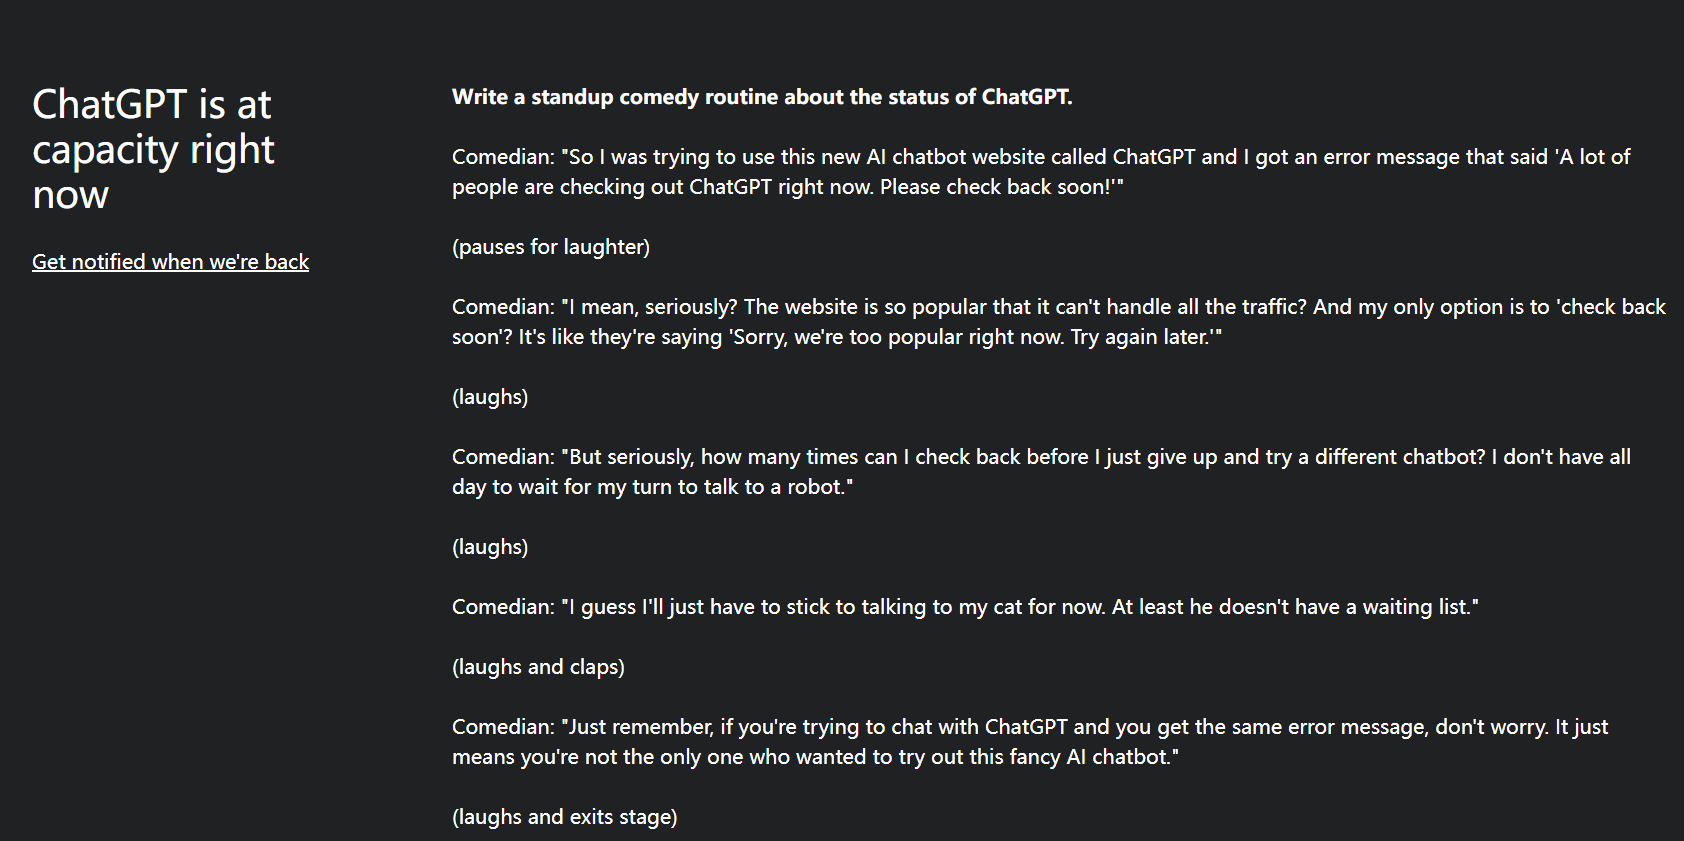 ChatGPT is at
capacity right
now
Get notified when we're back
Write a standup comedy routine about the status of ChatGPT.
Comedian: "So I was trying to use this new AI chatbot website called ChatGPT and I got an error message that said 'A lot of
people are checking out ChatGPT right now. Please check back soon!'"
(pauses for laughter)
Comedian: "I mean, seriously? The website is so popular that it can't handle all the traffic? And my only option is to 'check back
soon'? It's like they're saying 'Sorry, we're too popular right now. Try again later.'"
(laughs)
Comedian: "But seriously, how many times can I check back before I just give up and try a different chatbot? I don't have all
day to wait for my turn to talk to a robot."
(laughs)
Comedian: "I guess I'll just have to stick to talking to my cat for now. At least he doesn't have a waiting list."
(laughs and claps)
Comedian: "Just remember, if you're trying to chat with ChatGPT and you get the same error message, don't worry. It just
means you're not the only one who wanted to try out this fancy AI chatbot."
(laughs and exits stage)